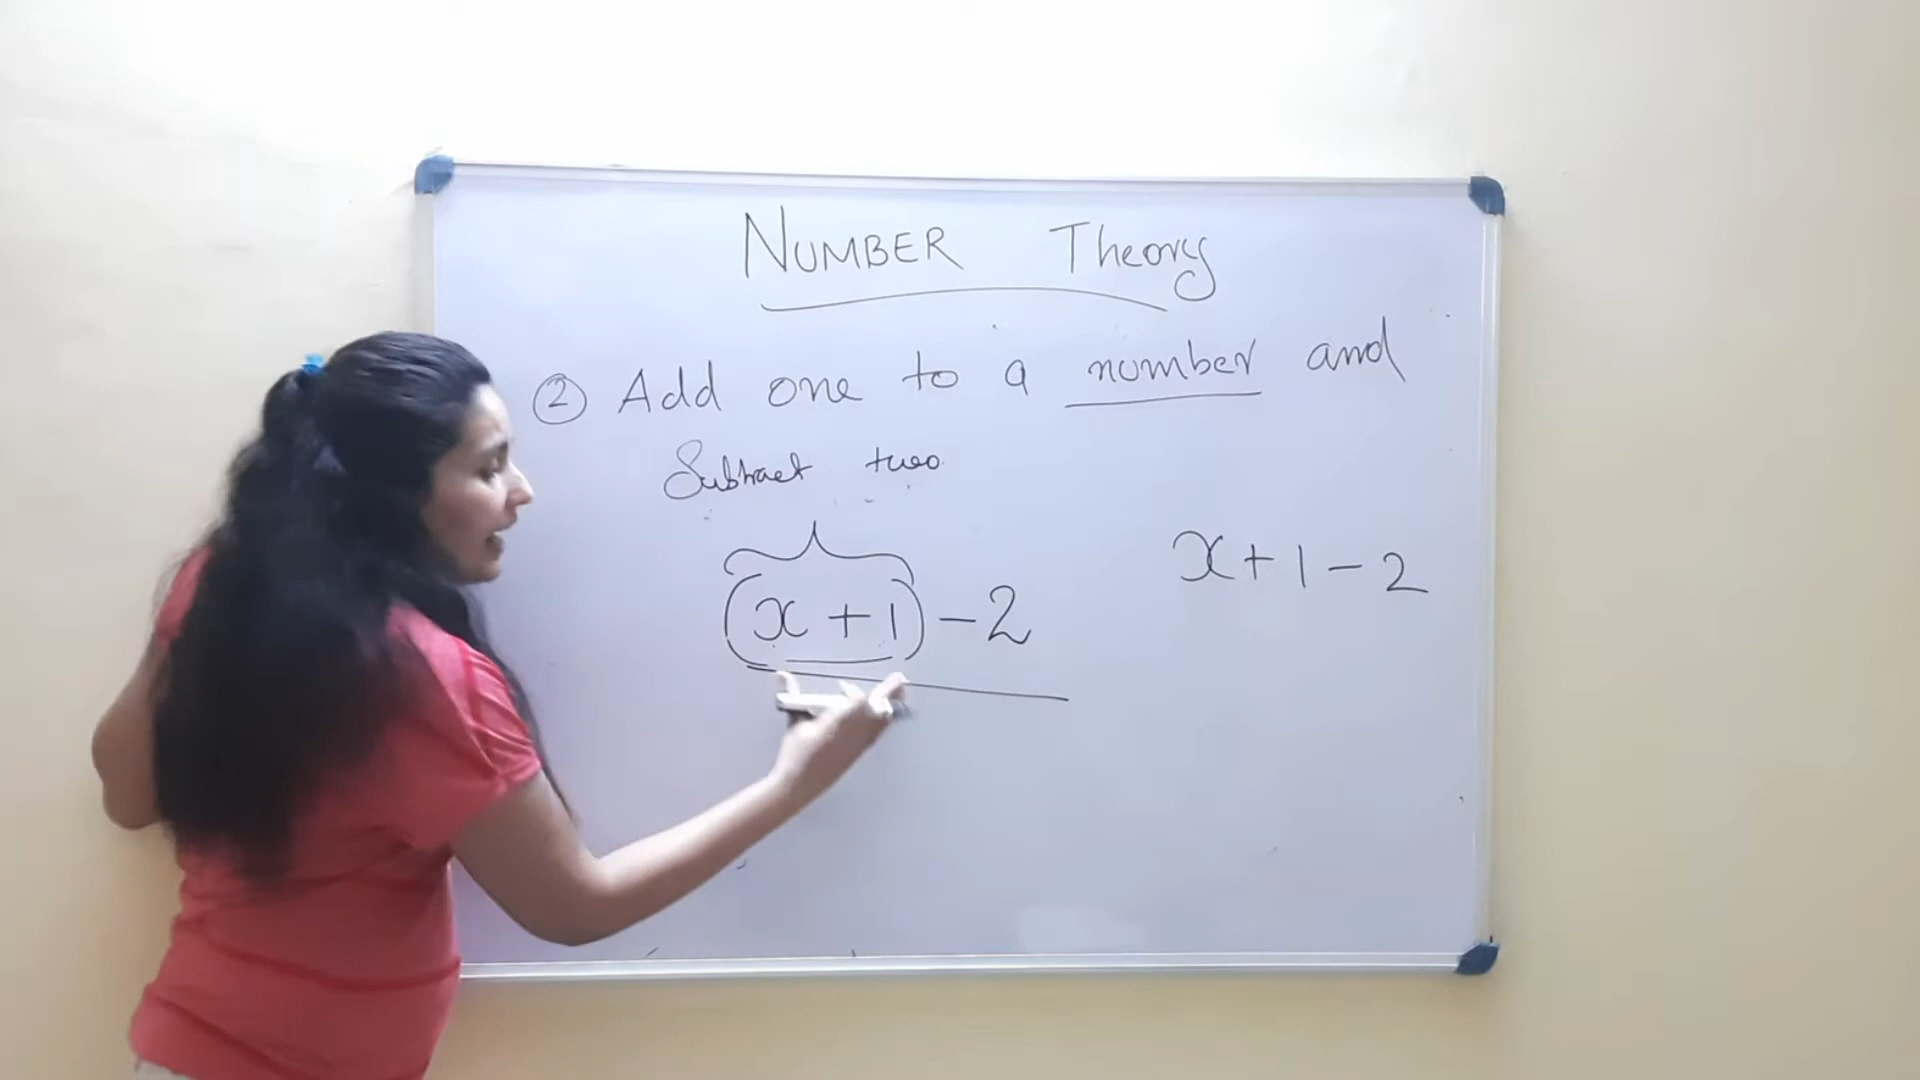 NUMBER Theory
② Add one to a number and
Subtract two
(x + 1) - 2
x + 1 - 2